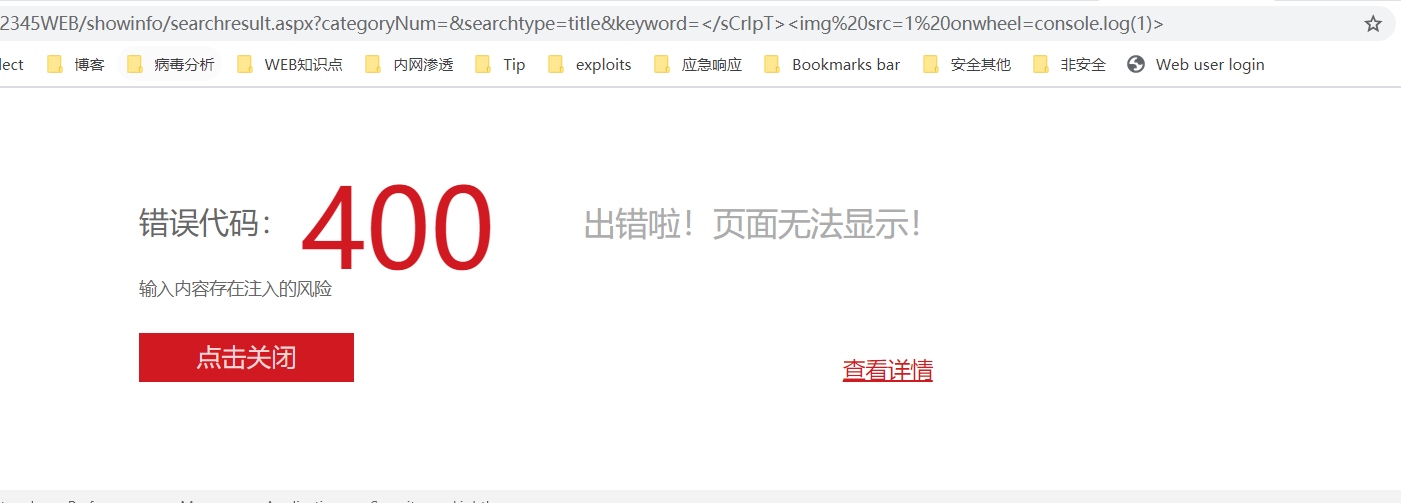 2345WEB/showinfo/searchresult.aspx?categoryNum=&searchtype=title&keyword=</sCrIpT><img%20src=1%20onwheel=console.log(1)>
lect 博客 病毒分析 WEB知识点 内网渗透 Tip exploits 应急响应 Bookmarks bar 安全其他 非安全 Web user login
错误代码： 400 出错啦！页面无法显示！
输入内容存在注入的风险
点击关闭
查看详情